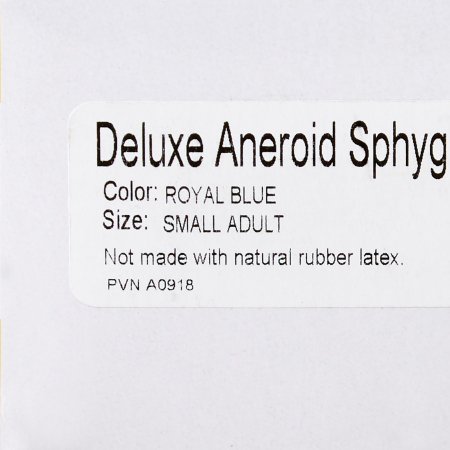 Deluxe Aneroid Sphyg
Color: ROYAL BLUE
Size: SMALL ADULT
Not made with natural rubber latex.
PVN A0918